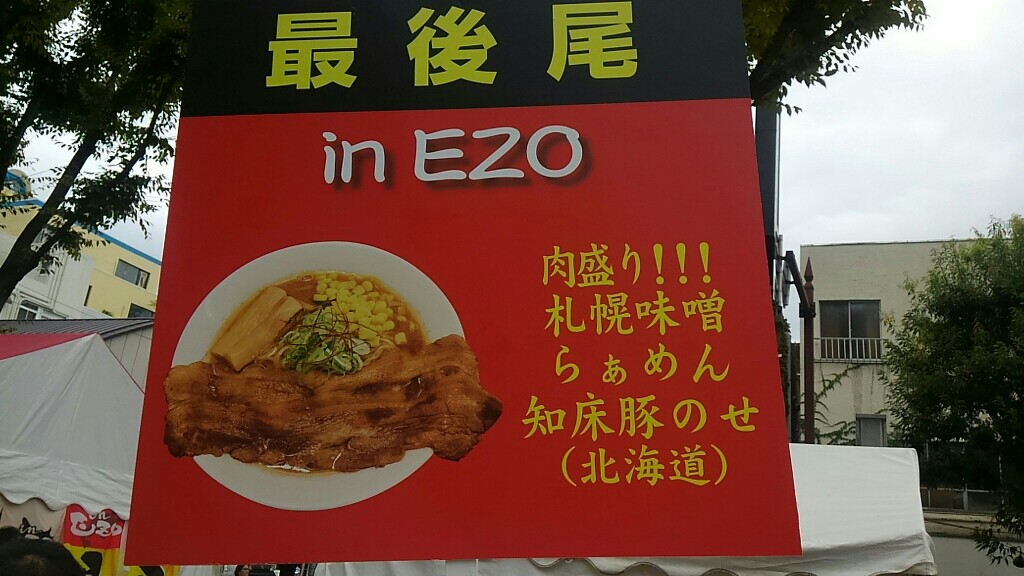 最後尾
in EZO
肉盛り!!!
札幌味噌
らぁめん
知床豚のせ
(北海道)